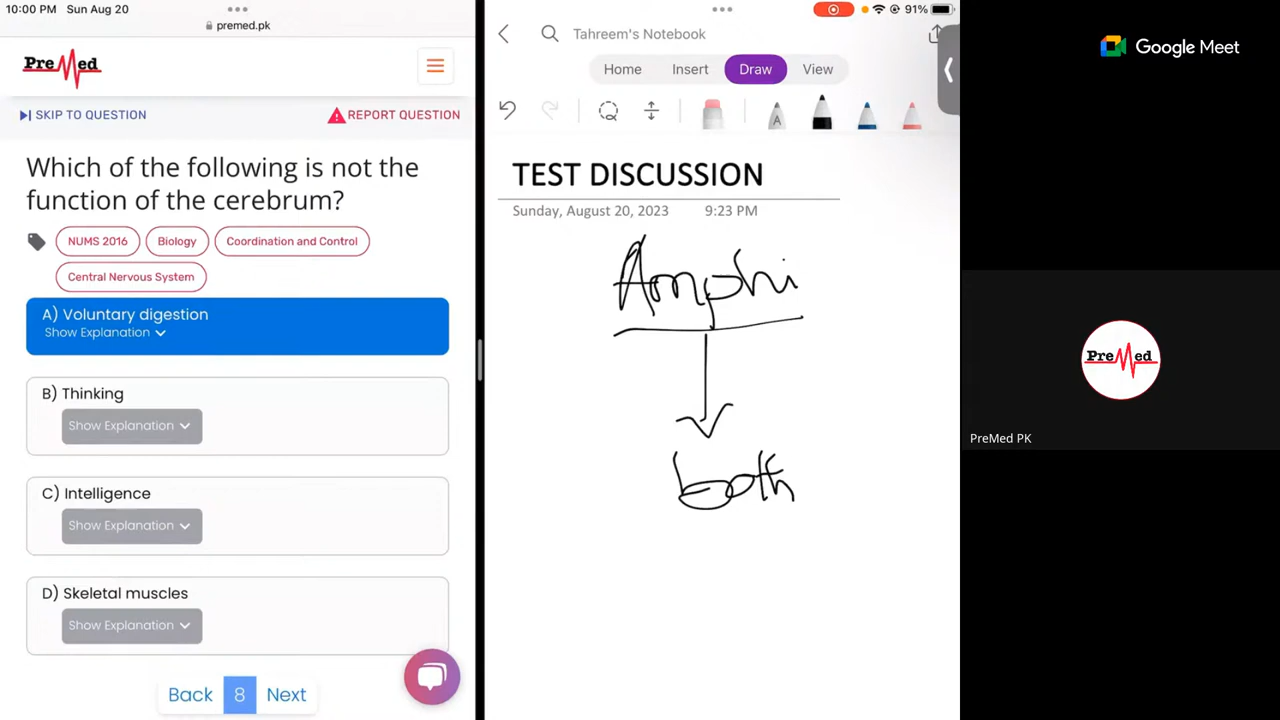 10:00 PM Sun Aug 20
premed.pk
PreMed
SKIP TO QUESTION
REPORT QUESTION
Which of the following is not the
function of the cerebrum?
NUMS 2016
Biology
Coordination and Control
Central Nervous System
A) Voluntary digestion
Show Explanation
B) Thinking
Show Explanation
C) Intelligence
Show Explanation
D) Skeletal muscles
Show Explanation
Back 8 Next
91%
Tahreem's Notebook
Home Insert Draw View
A
TEST DISCUSSION
Sunday, August 20, 2023 9:23 PM
Amphi
both
Google Meet
PreMed
PreMed PK